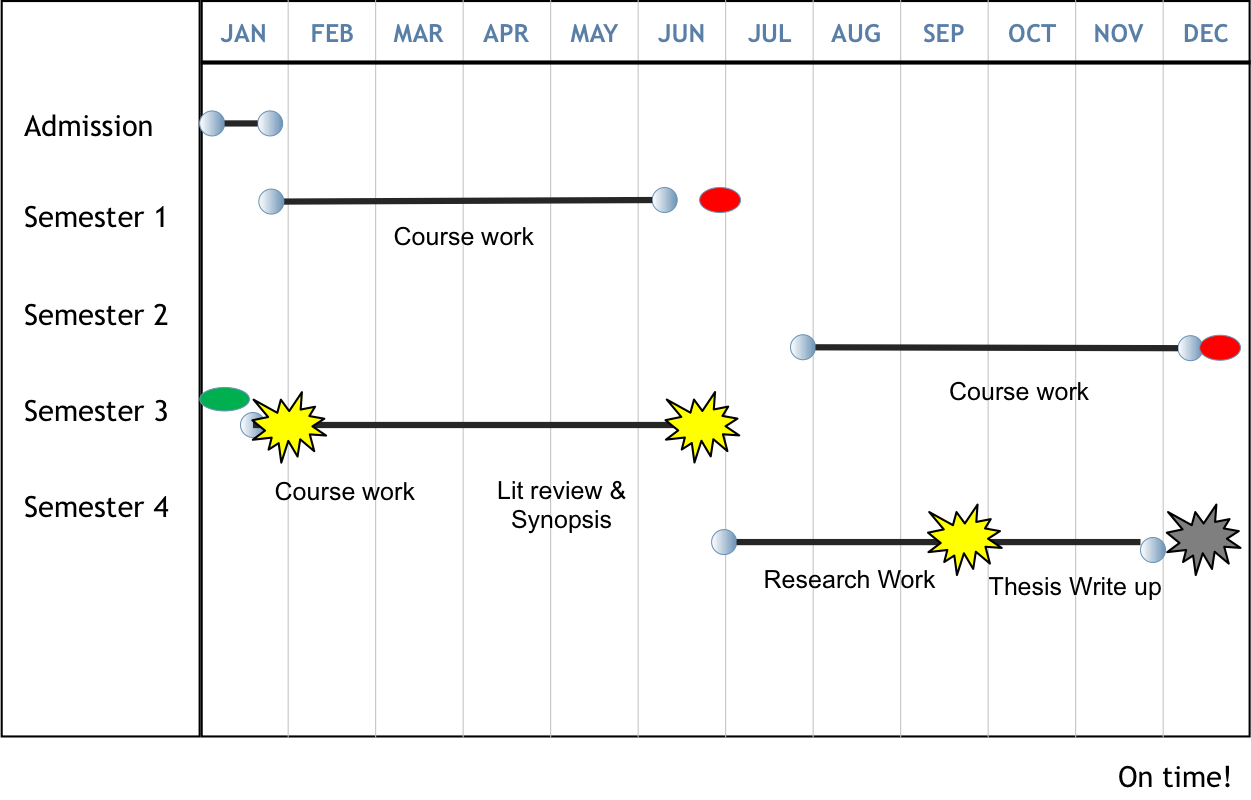 JAN FEB MAR APR MAY JUN JUL AUG SEP OCT NOV DEC
Admission
Semester 1
Course work
Semester 2
Course work
Semester 3
Course work
Lit review &
Synopsis
Semester 4
Research Work
Thesis Write up
On time!